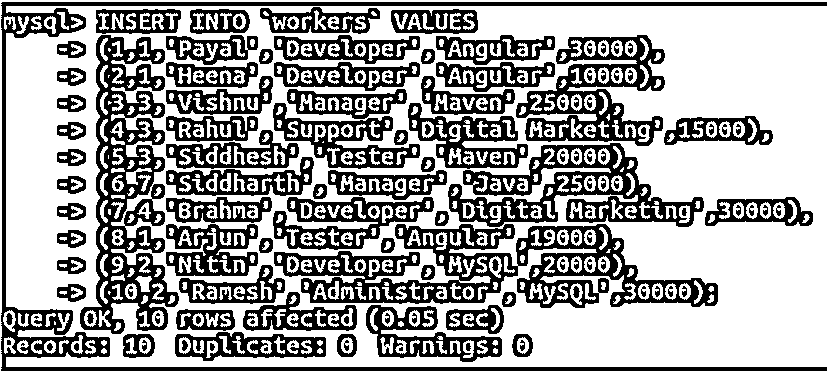 mysql> INSERT INTO `workers` VALUES
-> (1,1,'Payal','Developer','Angular',30000),
-> (2,1,'Heena','Developer','Angular',10000),
-> (3,3,'Vishnu','Manager','Maven',25000),
-> (4,3,'Rahul','Support','Digital Marketing',15000),
-> (5,3,'Siddhesh','Tester','Maven',20000),
-> (6,7,'Siddharth','Manager','Java',25000),
-> (7,4,'Brahma','Developer','Digital Marketing',30000),
-> (8,1,'Arjun','Tester','Angular',19000),
-> (9,2,'Nitin','Developer','MySQL',20000),
-> (10,2,'Ramesh','Administrator','MySQL',30000);
Query OK, 10 rows affected (0.05 sec)
Records: 10  Duplicates: 0  Warnings: 0